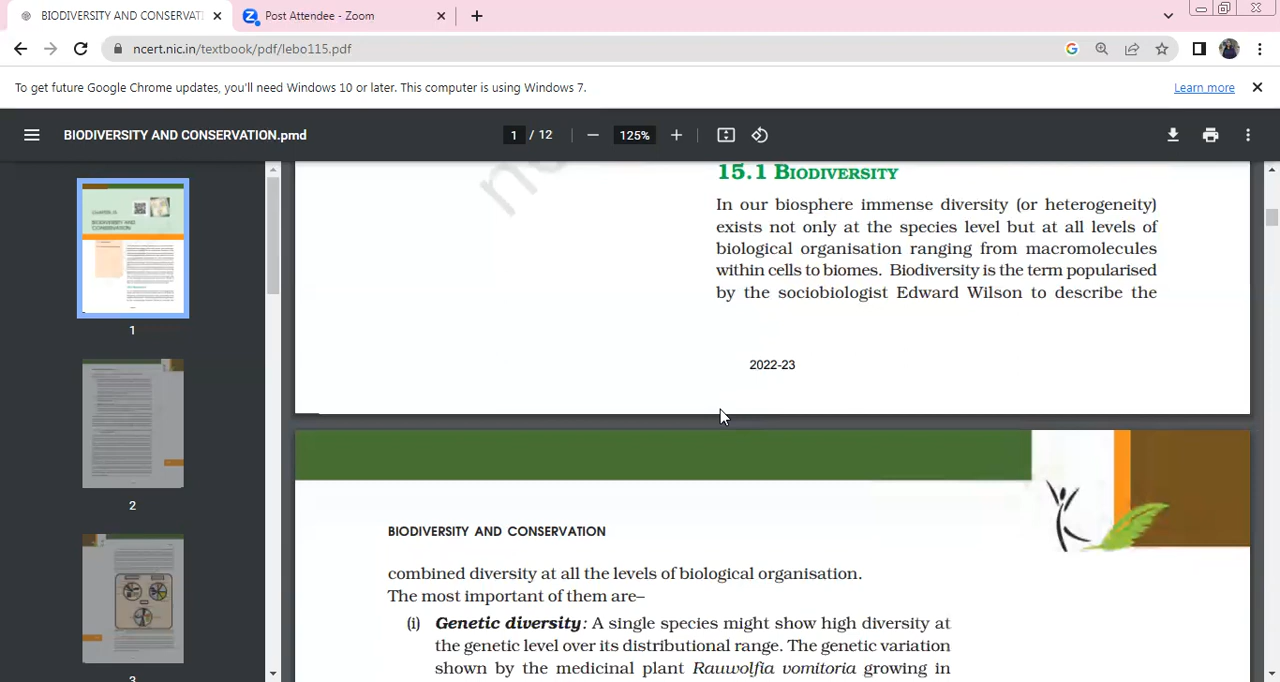 BIODIVERSITY AND CONSERVATI
Post Attendee - Zoom
ncert.nic.in/textbook/pdf/lebo115.pdf
To get future Google Chrome updates, you'll need Windows 10 or later. This computer is using Windows 7.
Learn more
BIODIVERSITY AND CONSERVATION.pmd
1 / 12
125%
15.1 BIODIVERSITY
In our biosphere immense diversity (or heterogeneity)
exists not only at the species level but at all levels of
biological organisation ranging from macromolecules
within cells to biomes. Biodiversity is the term popularised
by the sociobiologist Edward Wilson to describe the
2022-23
BIODIVERSITY AND CONSERVATION
combined diversity at all the levels of biological organisation.
The most important of them are–
(i) Genetic diversity: A single species might show high diversity at
the genetic level over its distributional range. The genetic variation
shown by the medicinal plant Rauwolfia vomitoria growing in
1
2
3